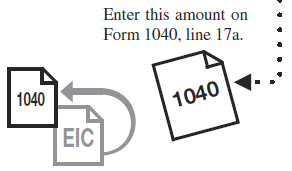 Enter this amount on
Form 1040, line 17a.
1040
1040
EIC